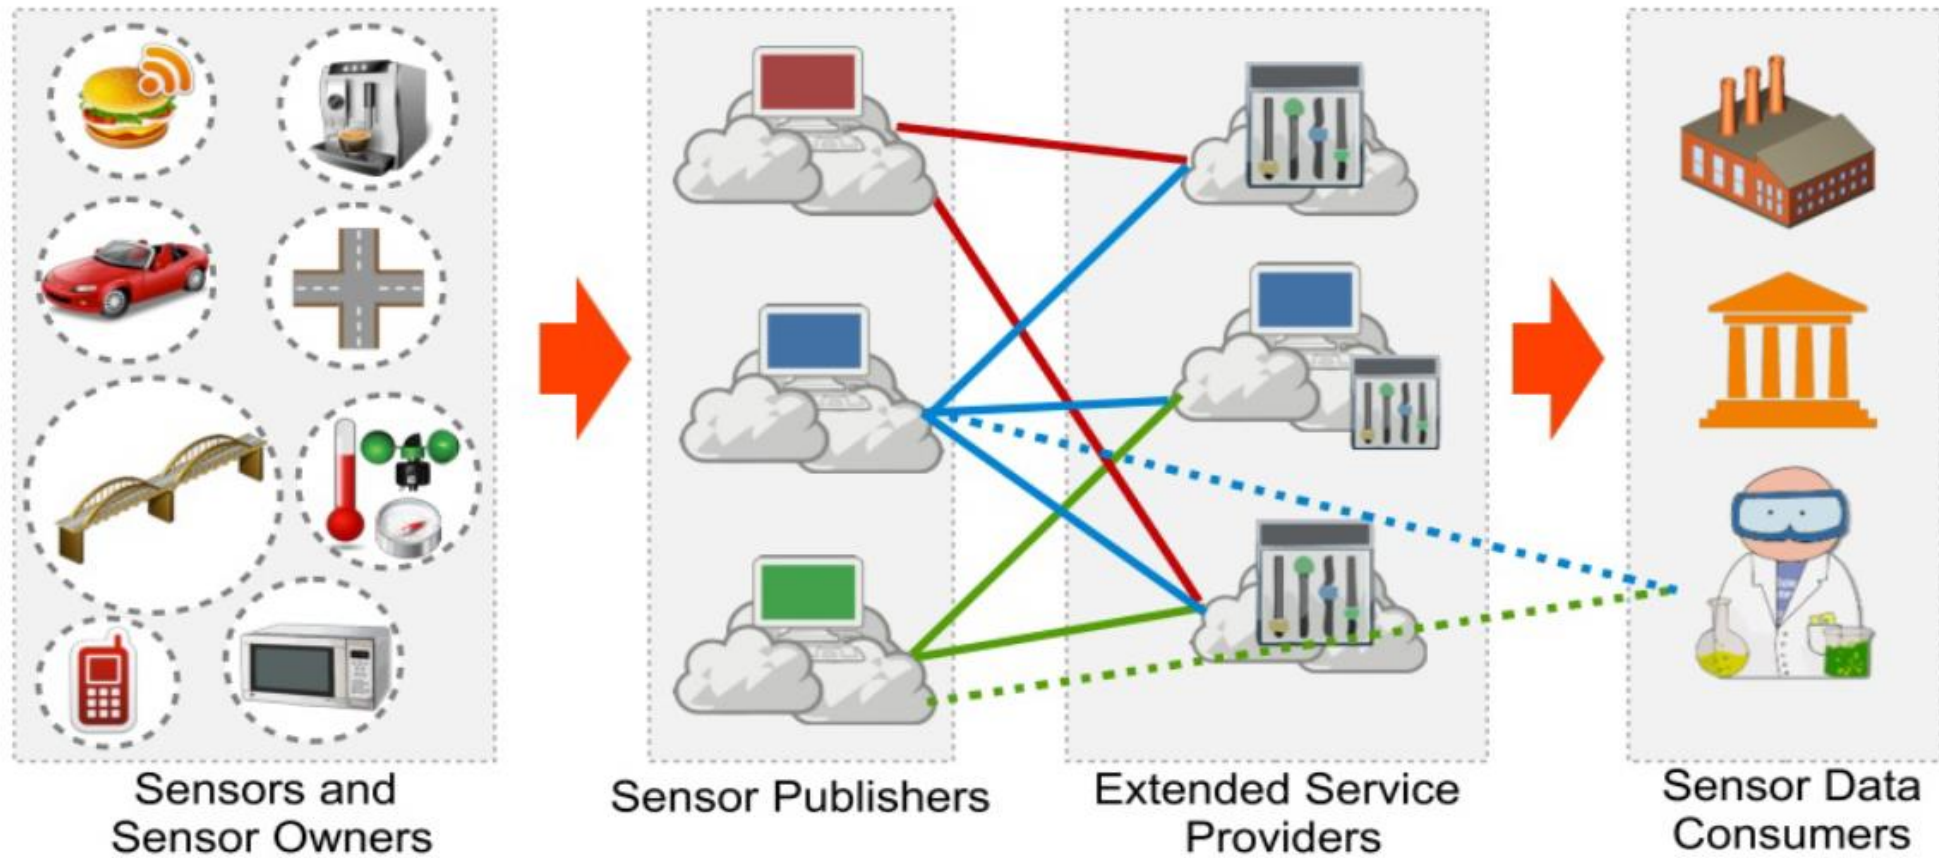 Sensors and
Sensor Owners
Sensor Publishers
Extended Service
Providers
Sensor Data
Consumers